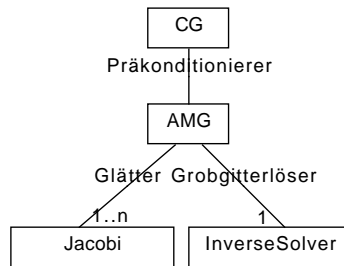 CG
Präkonditionierer
AMG
Glätter Grobgitterlöser
1..n 1
Jacobi InverseSolver